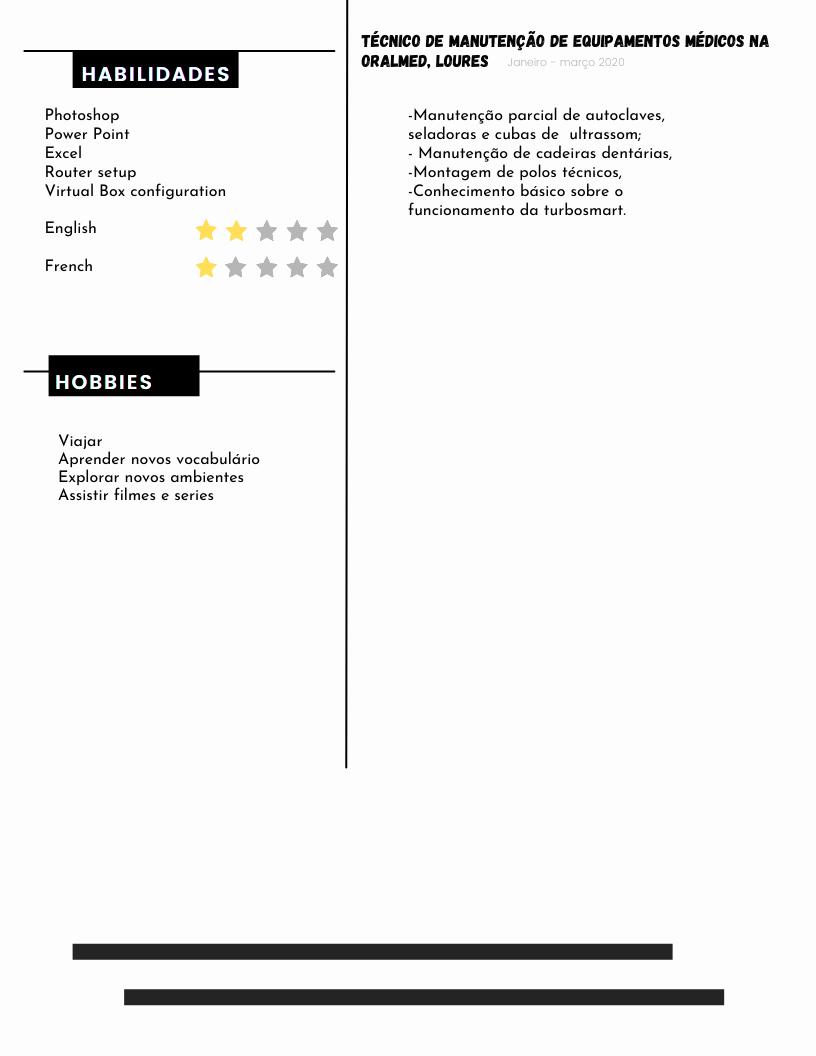 HABILIDADES
Photoshop
Power Point
Excel
Router setup
Virtual Box configuration
English
French
HOBBIES
Viajar
Aprender novos vocabulário
Explorar novos ambientes
Assistir filmes e series
TÉCNICO DE MANUTENÇÃO DE EQUIPAMENTOS MÉDICOS NA
ORALMED, LOURES Janeiro - março 2020
-Manutenção parcial de autoclaves,
seladoras e cubas de  ultrassom;
- Manutenção de cadeiras dentárias,
-Montagem de polos técnicos,
-Conhecimento básico sobre o
funcionamento da turbosmart.